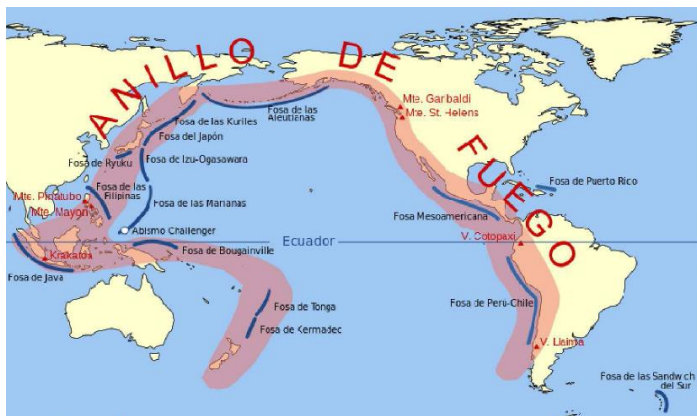 ANILLO DE FUEGO
Mte. Garibaldi
Mte. St. Helens
Fosa de las
Aleutianas
Fosa de las Kuriles
Fosa del Japón
Fosa de Ryuku
Fosa de Izu-Ogasawara
Fosa de las
Filipinas
Mte. Pinatubo
Mte. Mayon
Fosa de las Marianas
Abismo Challenger
Fosa de Puerto Rico
Fosa Mesoamericana
Ecuador
V. Cotopaxi
Krakatoa
Fosa de Bougainville
Fosa de Java
Fosa de Tonga
Fosa de Kermadec
Fosa de Perú-Chile
V. Llaima
Fosa de las Sandwich
del Sur